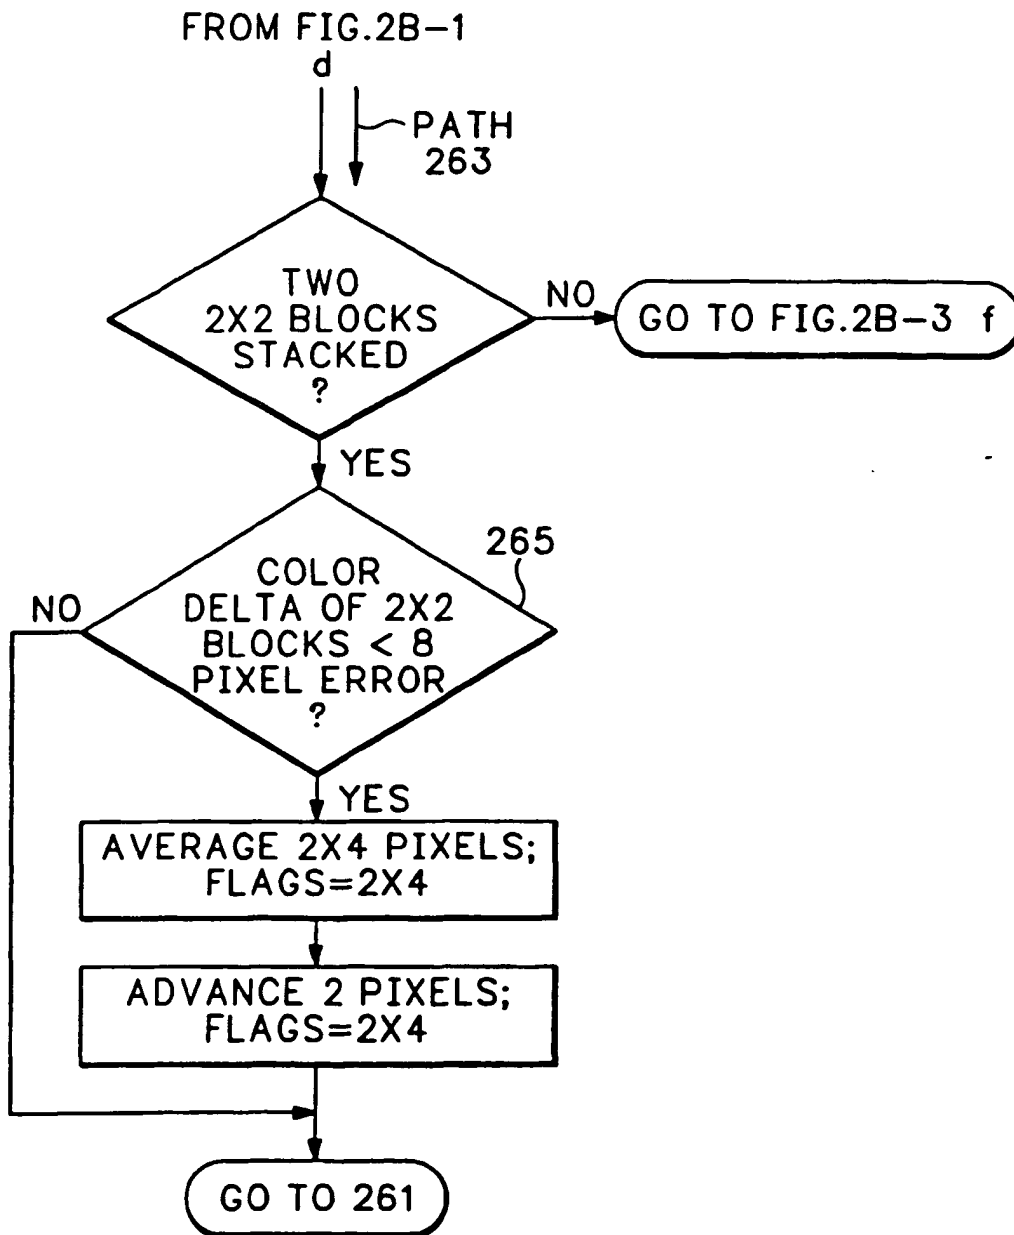 FROM FIG.2B-1
d
PATH
263
TWO
2X2 BLOCKS
STACKED
?
NO
GO TO FIG.2B-3 f
YES
265
COLOR
DELTA OF 2X2
BLOCKS < 8
PIXEL ERROR
?
NO
YES
AVERAGE 2X4 PIXELS;
FLAGS=2X4
ADVANCE 2 PIXELS;
FLAGS=2X4
GO TO 261